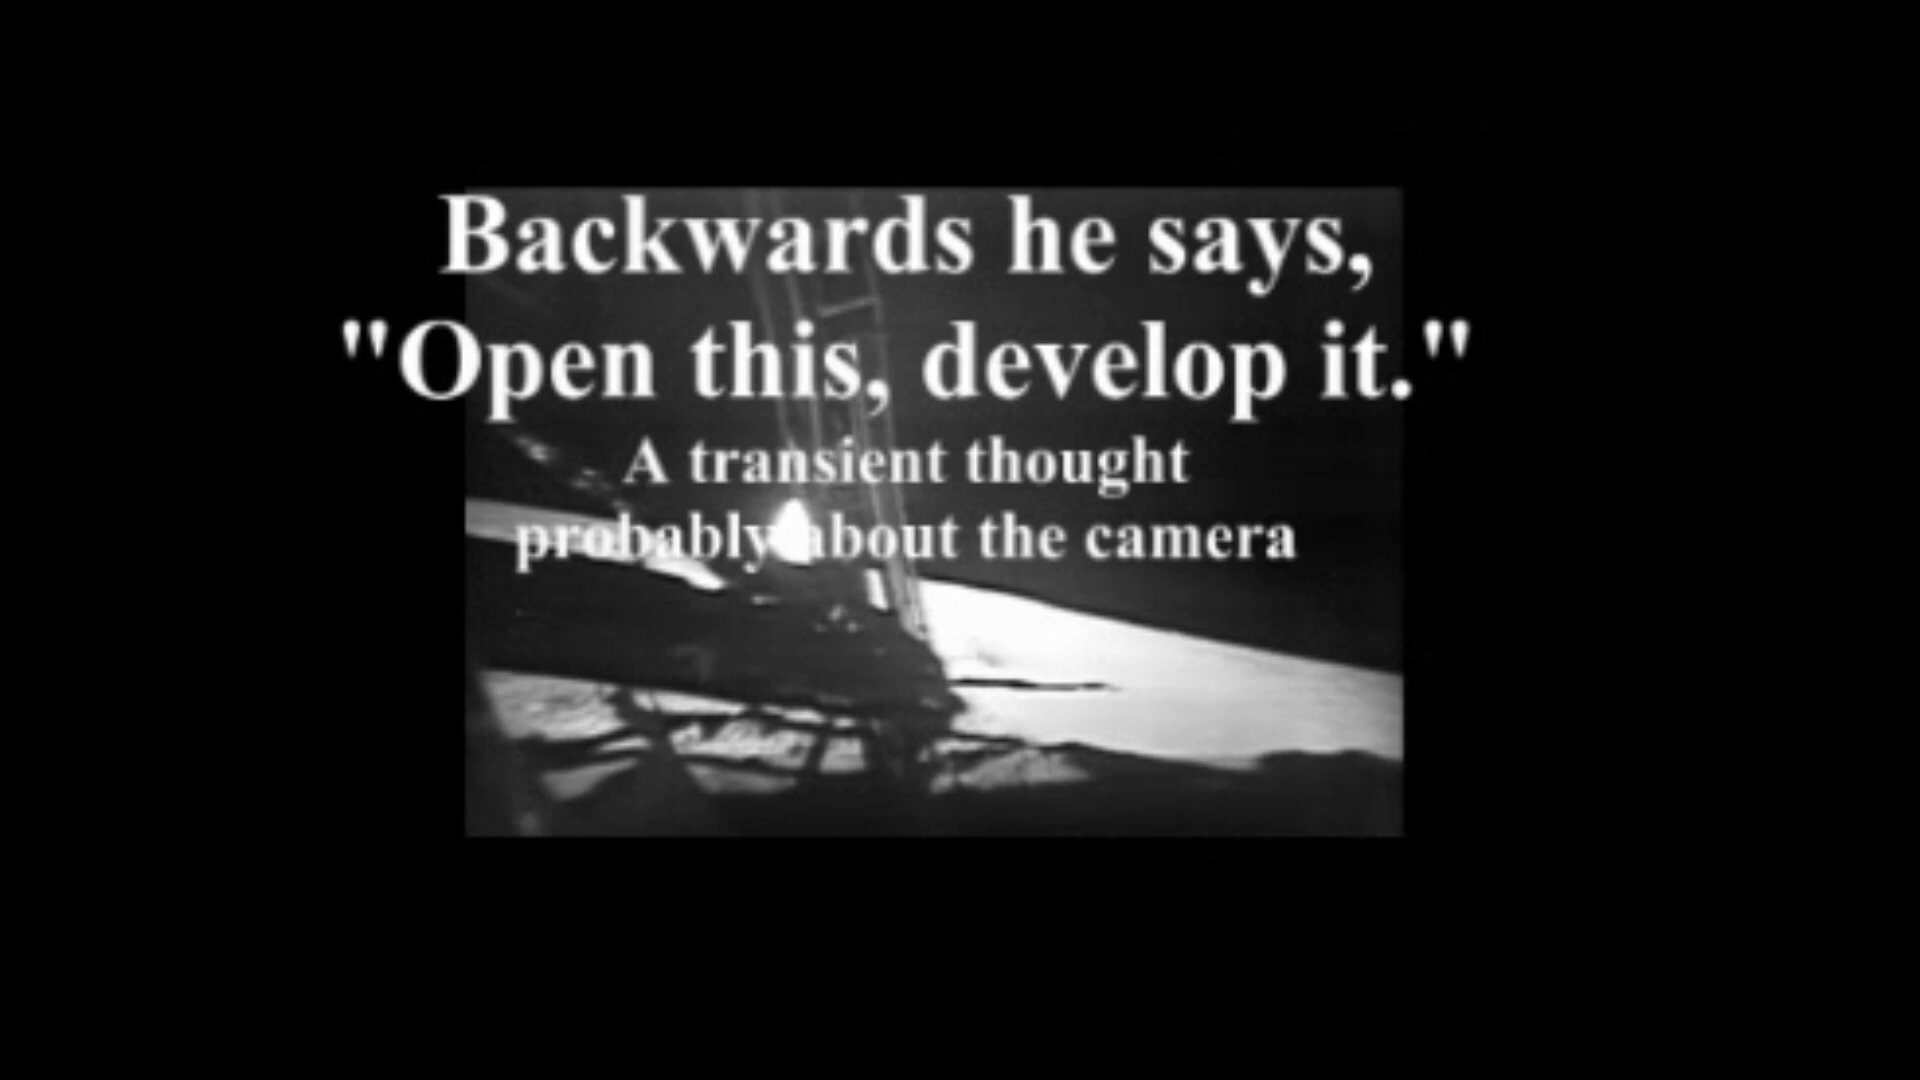 Backwards he says,
"Open this, develop it."
A transient thought
probably about the camera